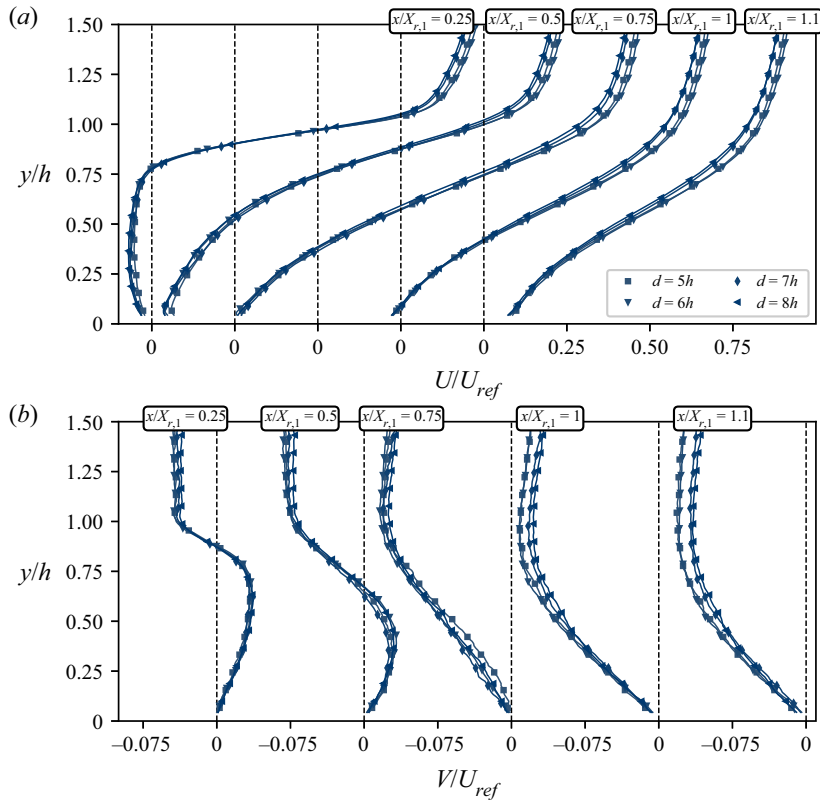 (a)
x/X_{r,1} = 0.25 x/X_{r,1} = 0.5 x/X_{r,1} = 0.75 x/X_{r,1} = 1 x/X_{r,1} = 1.1
1.50
1.25
1.00
y/h
0.75
0.50
0.25
0
d = 5h d = 7h
d = 6h d = 8h
0 0 0 0 0 0.25 0.50 0.75
U/U_{ref}
(b)
x/X_{r,1} = 0.25 x/X_{r,1} = 0.5 x/X_{r,1} = 0.75 x/X_{r,1} = 1 x/X_{r,1} = 1.1
1.50
1.25
1.00
y/h
0.75
0.50
0.25
0
−0.075 0 −0.075 0 −0.075 0 −0.075 0 −0.075 0
V/U_{ref}